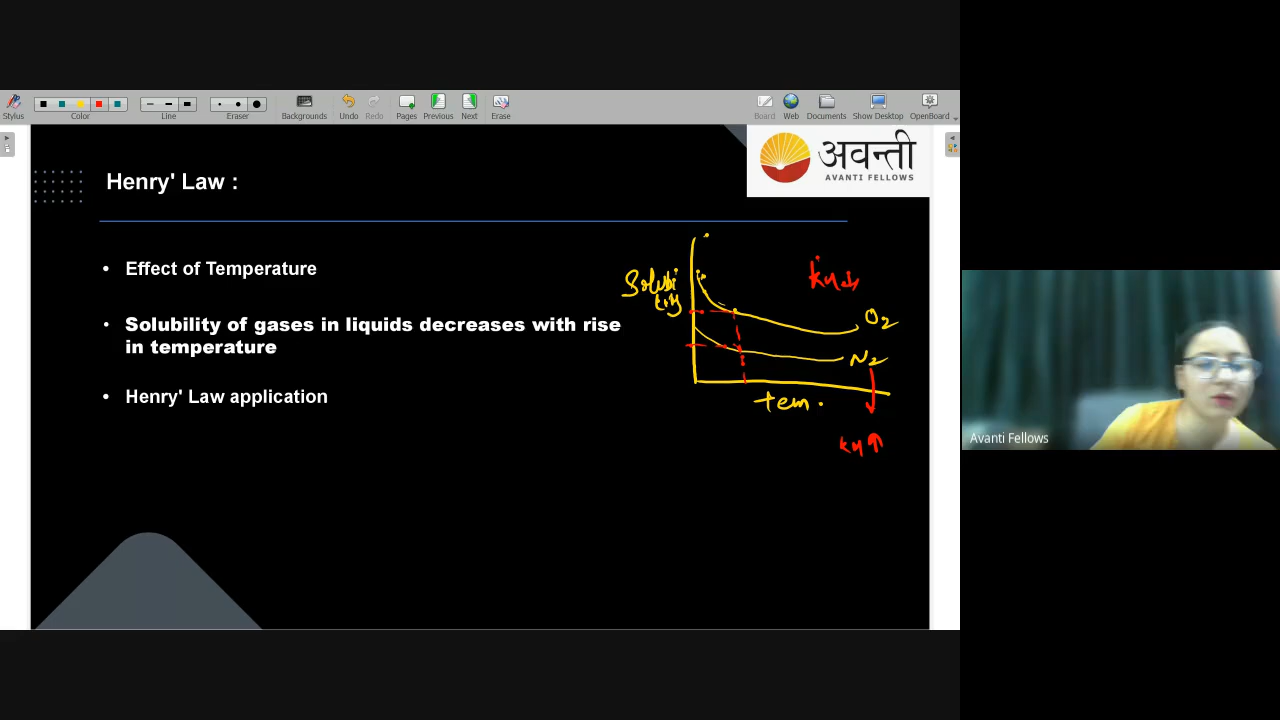 Stylus
Color
Line
Eraser
Backgrounds
Undo
Redo
Pages
Previous
Next
Erase
Board
Web
Documents
Show Desktop
OpenBoard
अवन्ती
AVANTI FELLOWS
Henry' Law :
• Effect of Temperature
• Solubility of gases in liquids decreases with rise
in temperature
• Henry' Law application
Solubi
lity
O2
N2
tem.
KH↑
Avanti Fellows